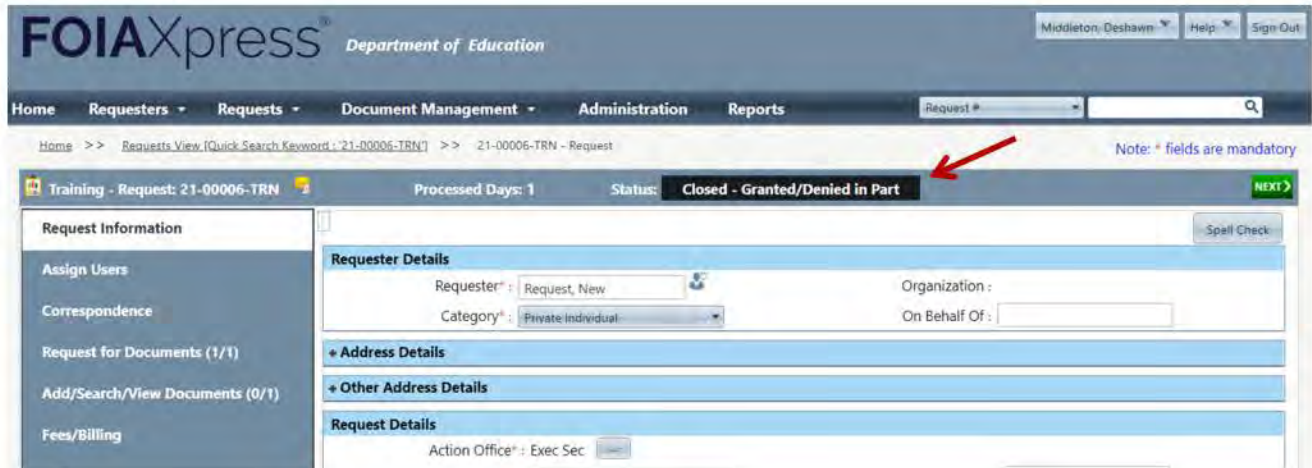 FOIAXpress® Department of Education
Middleton, Deshawn Help Sign Out
Home Requesters Requests Document Management Administration Reports Request #
Home >> Requests View [Quick Search Keyword : '21-00006-TRN'] >> 21-00006-TRN - Request
Note: * fields are mandatory
Training - Request: 21-00006-TRN Processed Days: 1 Status: Closed - Granted/Denied in Part NEXT
Request Information
Spell Check
Assign Users
Correspondence
Request for Documents (1/1)
Add/Search/View Documents (0/1)
Fees/Billing
Requester Details
Requester* : Request, New Organization :
Category* : Private Individual On Behalf Of :
+ Address Details
+ Other Address Details
Request Details
Action Office* : Exec Sec